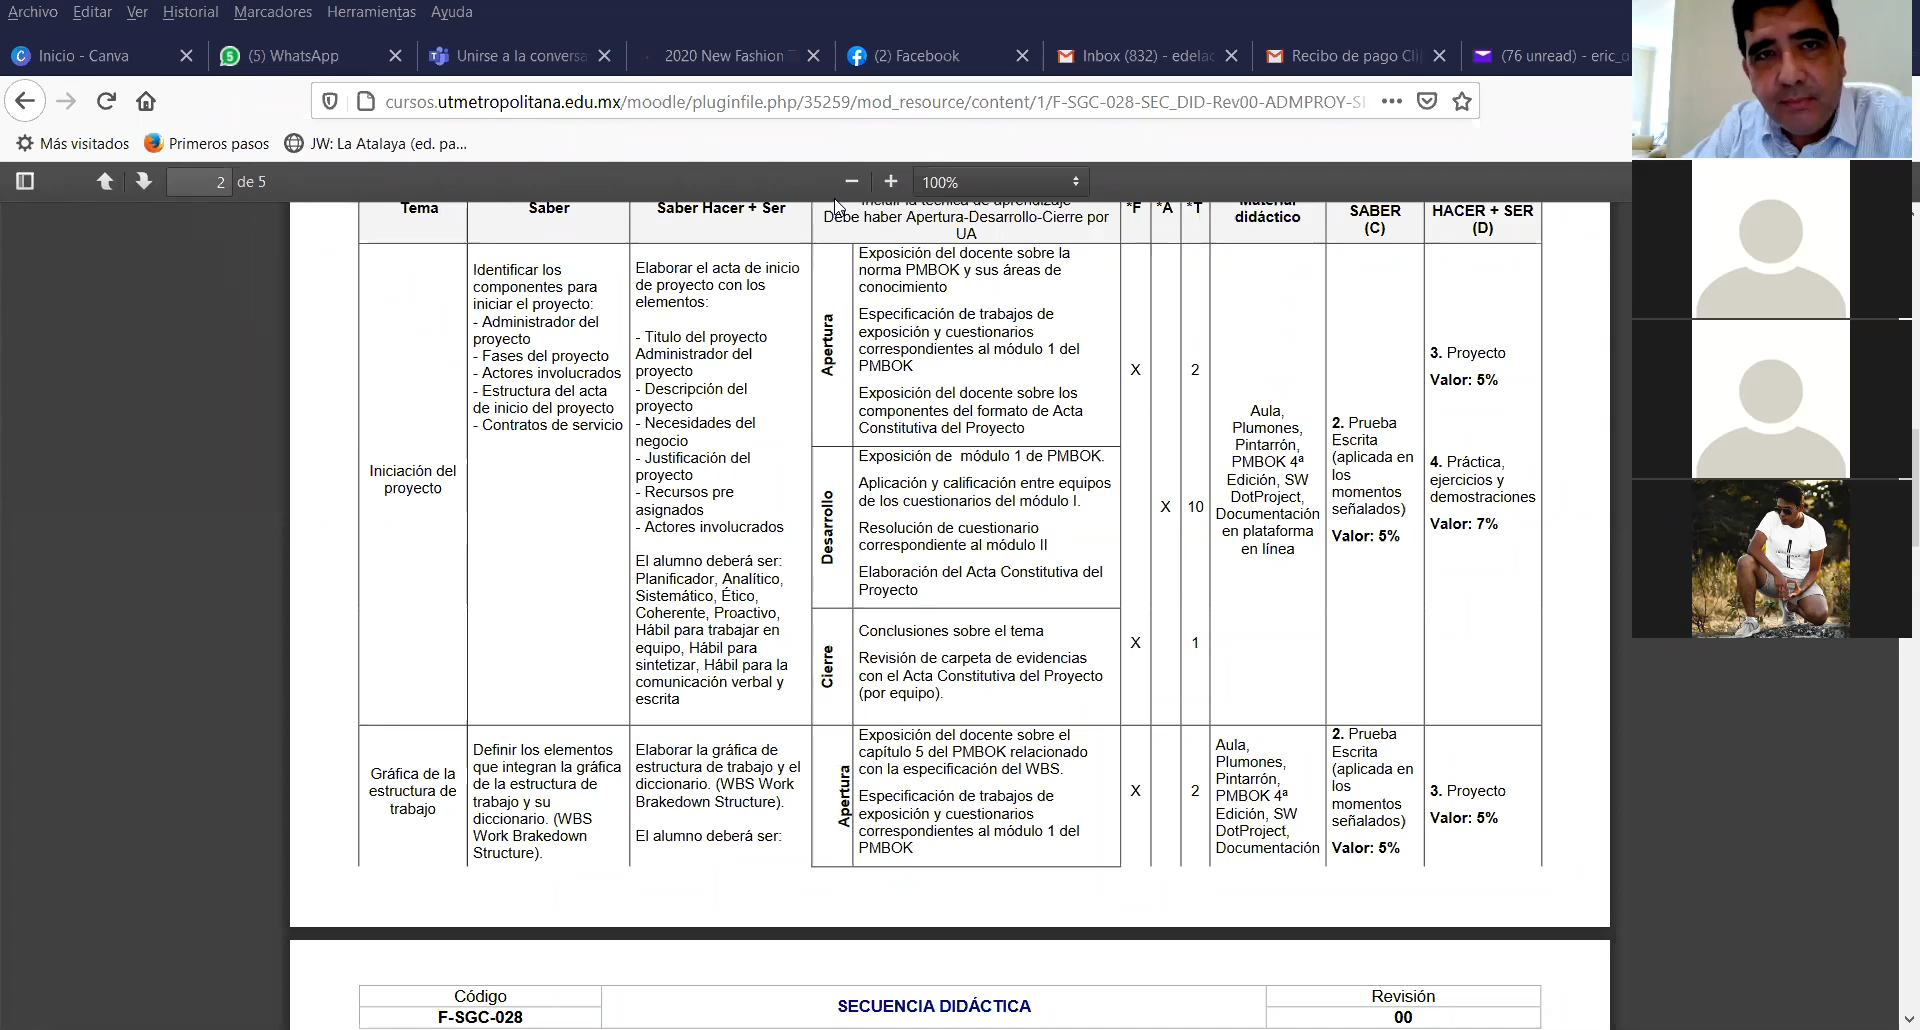 Archivo Editar Ver Historial Marcadores Herramientas Ayuda
Inicio - Canva
(5) WhatsApp
Unirse a la conversa
2020 New Fashion
(2) Facebook
Inbox (832) - edelac
Recibo de pago Cli
(76 unread) - eric_
cursos.utmetropolitana.edu.mx/moodle/pluginfile.php/35259/mod_resource/content/1/F-SGC-028-SEC_DID-Rev00-ADMPROY-SI
Más visitados
Primeros pasos
JW: La Atalaya (ed. pa...
2 de 5
100%
Tema
Saber
Saber Hacer + Ser
Incluir la técnica de aprendizaje
Debe haber Apertura-Desarrollo-Cierre por
UA
*F
*A
*T
Material
didáctico
SABER
(C)
HACER + SER
(D)
Iniciación del
proyecto
Identificar los
componentes para
iniciar el proyecto:
- Administrador del
proyecto
- Fases del proyecto
- Actores involucrados
- Estructura del acta
de inicio del proyecto
- Contratos de servicio
Elaborar el acta de inicio
de proyecto con los
elementos:
- Titulo del proyecto
Administrador del
proyecto
- Descripción del
proyecto
- Necesidades del
negocio
- Justificación del
proyecto
- Recursos pre
asignados
- Actores involucrados
El alumno deberá ser:
Planificador, Analítico,
Sistemático, Ético,
Coherente, Proactivo,
Hábil para trabajar en
equipo, Hábil para
sintetizar, Hábil para la
comunicación verbal y
escrita
Apertura
Exposición del docente sobre la
norma PMBOK y sus áreas de
conocimiento
Especificación de trabajos de
exposición y cuestionarios
correspondientes al módulo 1 del
PMBOK
Exposición del docente sobre los
componentes del formato de Acta
Constitutiva del Proyecto
X
2
Desarrollo
Exposición de módulo 1 de PMBOK.
Aplicación y calificación entre equipos
de los cuestionarios del módulo I.
Resolución de cuestionario
correspondiente al módulo II
Elaboración del Acta Constitutiva del
Proyecto
X
10
Cierre
Conclusiones sobre el tema
Revisión de carpeta de evidencias
con el Acta Constitutiva del Proyecto
(por equipo).
X
1
Aula,
Plumones,
Pintarrón,
PMBOK 4ª
Edición, SW
DotProject,
Documentación
en plataforma
en línea
2. Prueba
Escrita
(aplicada en
los
momentos
señalados)
Valor: 5%
3. Proyecto
Valor: 5%
4. Práctica,
ejercicios y
demostraciones
Valor: 7%
Gráfica de la
estructura de
trabajo
Definir los elementos
que integran la gráfica
de la estructura de
trabajo y su
diccionario. (WBS
Work Brakedown
Structure).
Elaborar la gráfica de
estructura de trabajo y el
diccionario. (WBS Work
Brakedown Structure).
El alumno deberá ser:
Apertura
Exposición del docente sobre el
capítulo 5 del PMBOK relacionado
con la especificación del WBS.
Especificación de trabajos de
exposición y cuestionarios
correspondientes al módulo 1 del
PMBOK
X
2
Aula,
Plumones,
Pintarrón,
PMBOK 4ª
Edición, SW
DotProject,
Documentación
2. Prueba
Escrita
(aplicada en
los
momentos
señalados)
Valor: 5%
3. Proyecto
Valor: 5%
Código
F-SGC-028
SECUENCIA DIDÁCTICA
Revisión
00